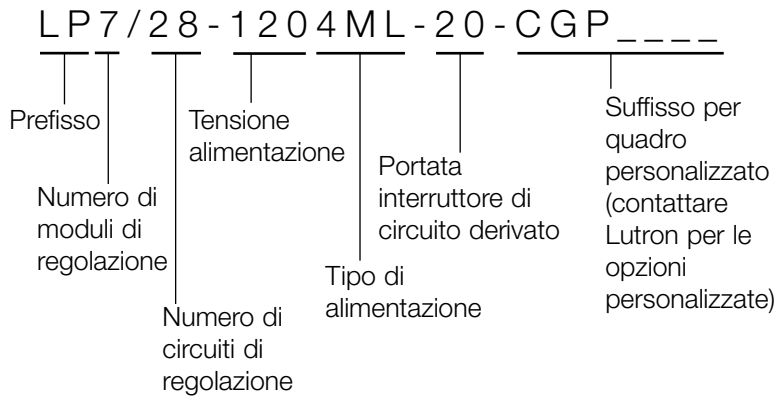 LP7/28-1204ML-20-CGP____
Prefisso
Numero di
moduli di
regolazione
Numero di
circuiti di
regolazione
Tensione
alimentazione
Tipo di
alimentazione
Portata
interruttore di
circuito derivato
Suffisso per
quadro
personalizzato
(contattare
Lutron per le
opzioni
personalizzate)